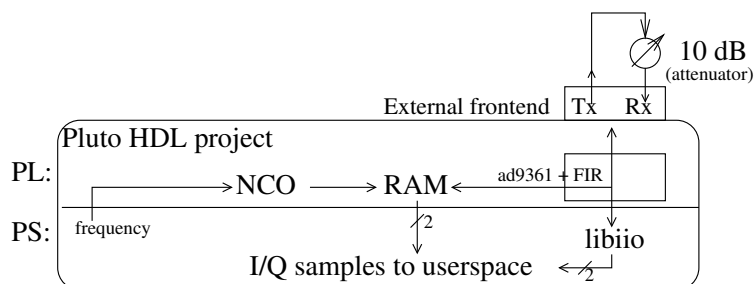 10 dB
(attenuator)
External frontend Tx Rx
Pluto HDL project
PL:
ad9361 + FIR
NCO RAM
PS:
frequency
2
libiio
I/Q samples to userspace
2